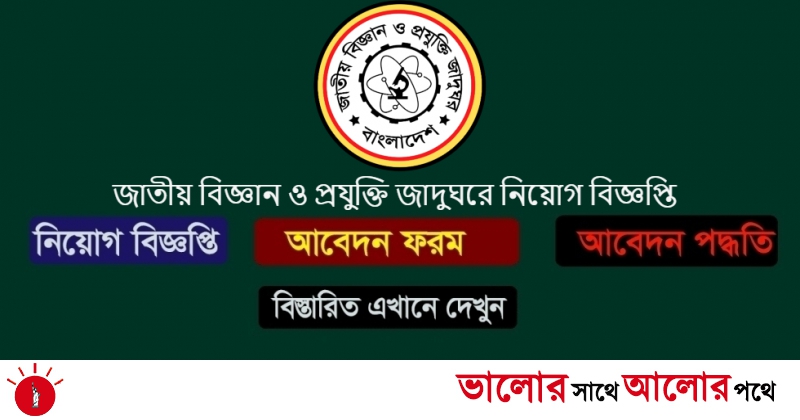 জাতীয় বিজ্ঞান ও প্রযুক্তি জাদুঘর
★ বাংলাদেশ ★
জাতীয় বিজ্ঞান ও প্রযুক্তি জাদুঘরে নিয়োগ বিজ্ঞপ্তি
নিয়োগ বিজ্ঞপ্তি
আবেদন ফরম
আবেদন পদ্ধতি
বিস্তারিত এখানে দেখুন
ভালোর সাথে আলোর পথে